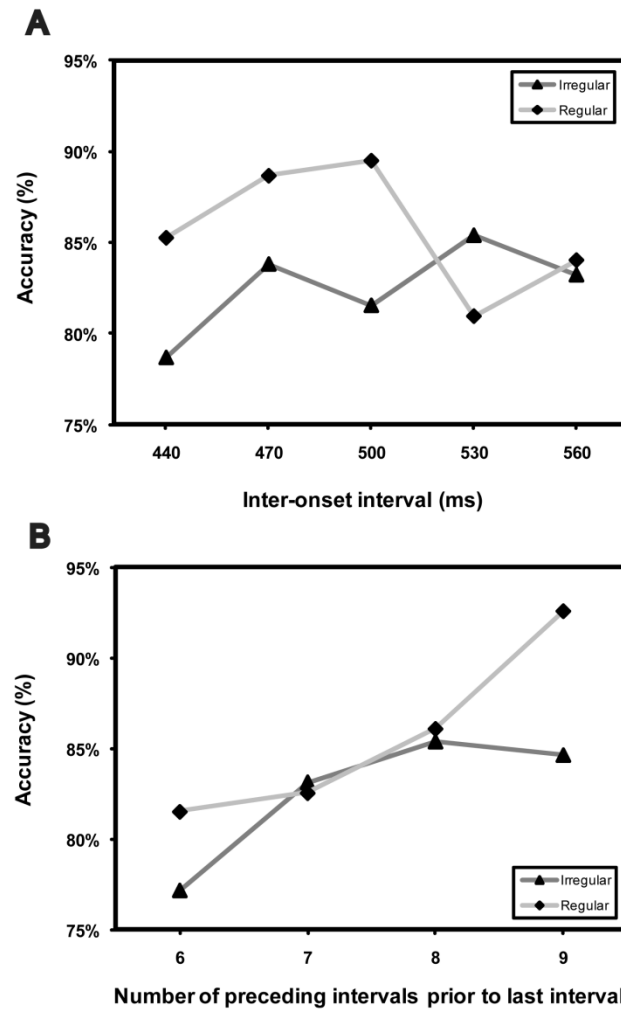 A
95%
90%
85%
80%
75%
Accuracy (%)
Irregular
Regular
440 470 500 530 560
Inter-onset interval (ms)
B
95%
90%
85%
80%
75%
Accuracy (%)
Irregular
Regular
6 7 8 9
Number of preceding intervals prior to last interval